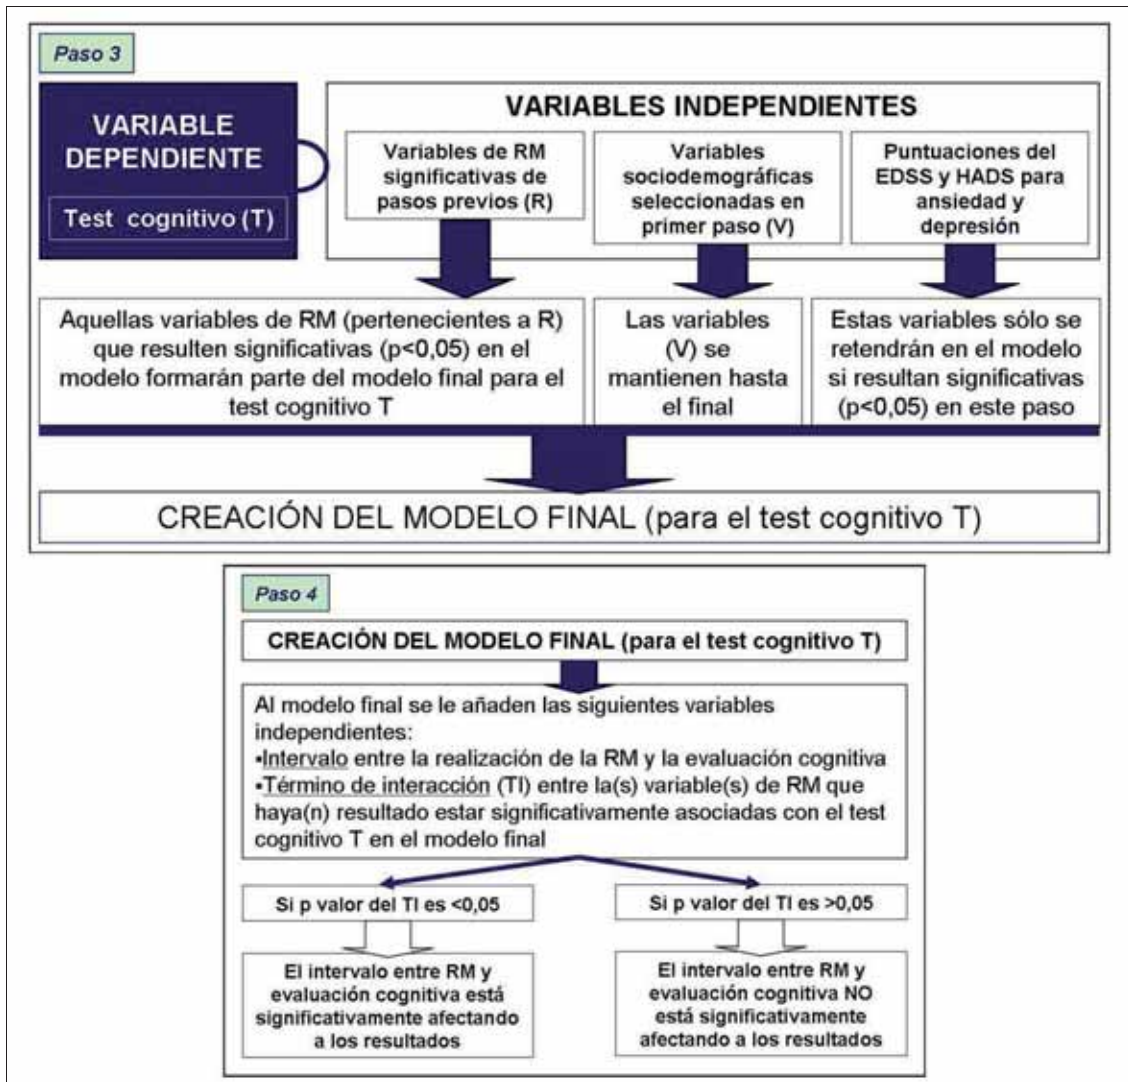 Paso 3
VARIABLE
DEPENDIENTE
Test cognitivo (T)
VARIABLES INDEPENDIENTES
Variables de RM
significativas de
pasos previos (R)
Variables
sociodemográficas
seleccionadas en
primer paso (V)
Puntuaciones del
EDSS y HADS para
ansiedad y
depresión
Aquellas variables de RM (pertenecientes a R)
que resulten significativas (p<0,05) en el
modelo formarán parte del modelo final para el
test cognitivo T
Las variables
(V) se
mantienen hasta
el final
Estas variables sólo se
retendrán en el modelo
si resultan significativas
(p<0,05) en este paso
CREACIÓN DEL MODELO FINAL (para el test cognitivo T)
Paso 4
CREACIÓN DEL MODELO FINAL (para el test cognitivo T)
Al modelo final se le añaden las siguientes variables
independientes:
▪Intervalo entre la realización de la RM y la evaluación cognitiva
▪Término de interacción (TI) entre la(s) variable(s) de RM que
haya(n) resultado estar significativamente asociadas con el test
cognitivo T en el modelo final
Si p valor del TI es <0,05
Si p valor del TI es >0,05
El intervalo entre RM y
evaluación cognitiva está
significativamente afectando
a los resultados
El intervalo entre RM y
evaluación cognitiva NO
está significativamente
afectando a los resultados